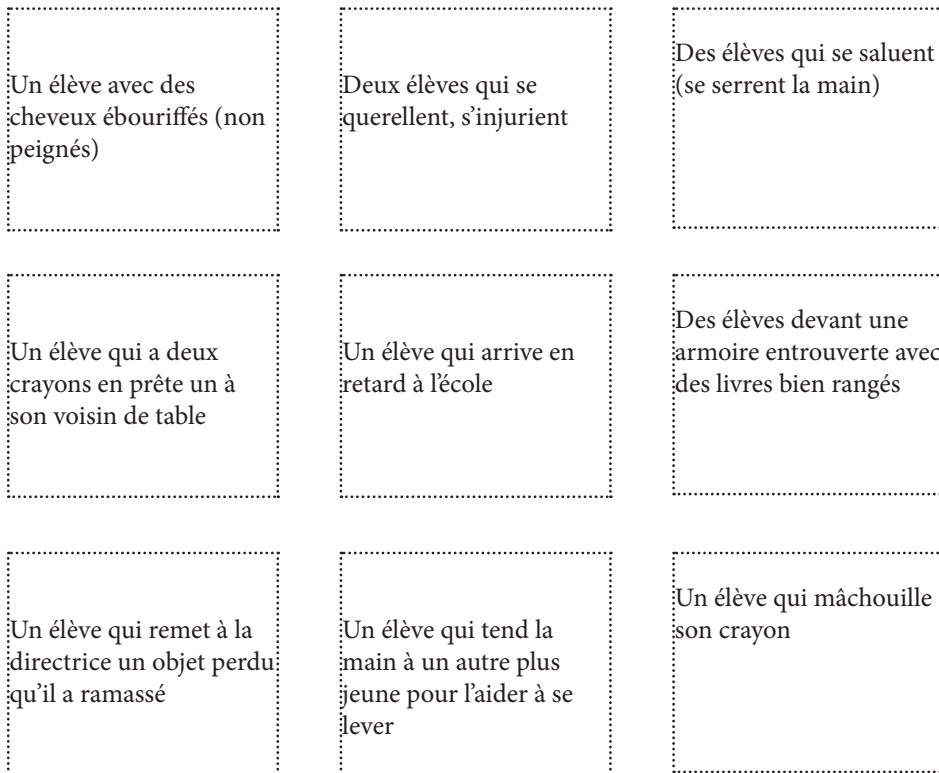 Un élève avec des
cheveux ébouriffés (non
peignés)
Deux élèves qui se
querellent, s'injurient
Des élèves qui se saluent
(se serrent la main)
Un élève qui a deux
crayons en prête un à
son voisin de table
Un élève qui arrive en
retard à l'école
Des élèves devant une
armoire entrouverte avec
des livres bien rangés
Un élève qui remet à la
directrice un objet perdu
qu'il a ramassé
Un élève qui tend la
main à un autre plus
jeune pour l'aider à se
lever
Un élève qui mâchouille
son crayon